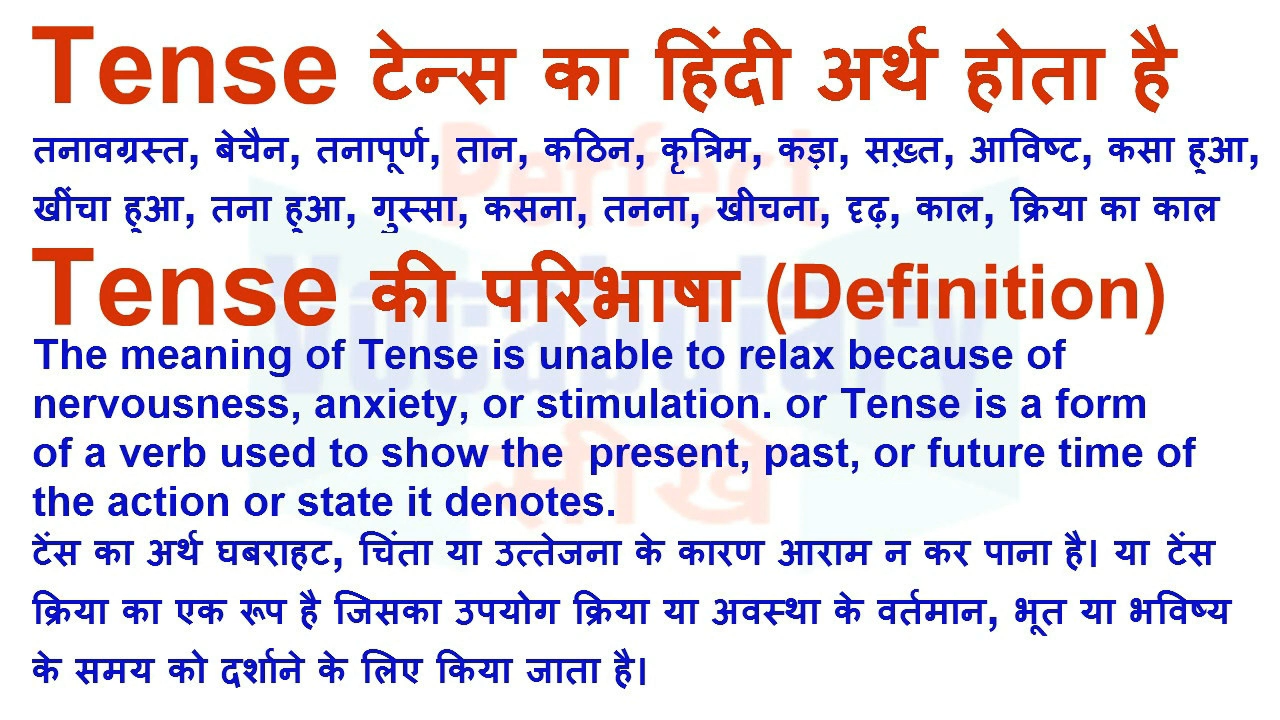 Tense टेन्स का हिंदी अर्थ होता है
तनावग्रस्त, बेचैन, तनापूर्ण, तान, कठिन, कृत्रिम, कड़ा, सख़्त, आविष्ट, कसा हूआ,
खींचा हूआ, तना हूआ, गुस्सा, कसना, तनना, खीचना, दृढ़, काल, क्रिया का काल
Tense की परिभाषा (Definition)
The meaning of Tense is unable to relax because of
nervousness, anxiety, or stimulation. or Tense is a form
of a verb used to show the  present, past, or future time of
the action or state it denotes.
टेंस का अर्थ घबराहट, चिंता या उत्तेजना के कारण आराम न कर पाना है। या टेंस
क्रिया का एक रूप है जिसका उपयोग क्रिया या अवस्था के वर्तमान, भूत या भविष्य
के समय को दर्शाने के लिए किया जाता है।
Perfect
Vocabulary
सीखे